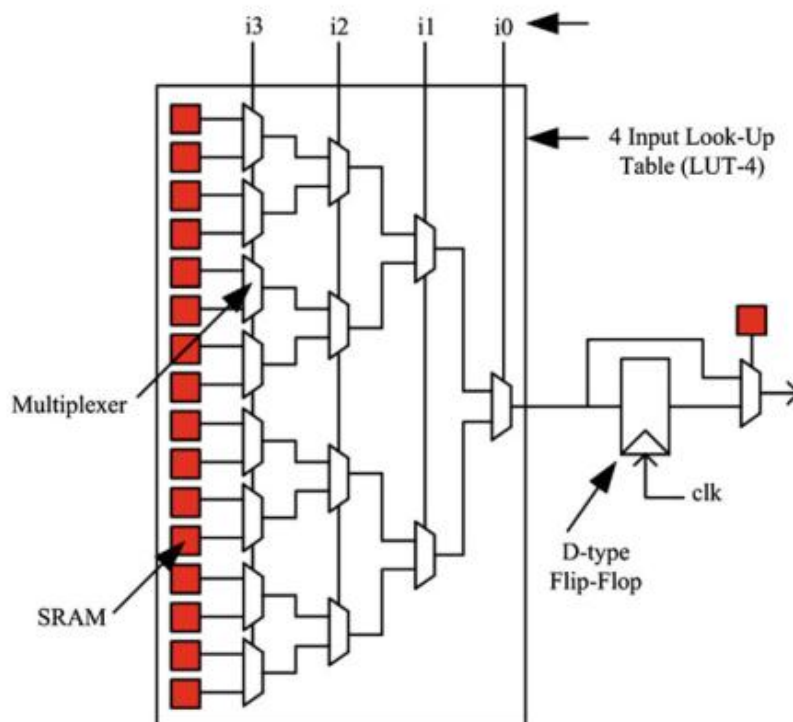 i3 i2 i1 i0
4 Input Look-Up
Table (LUT-4)
Multiplexer
clk
D-type
Flip-Flop
SRAM